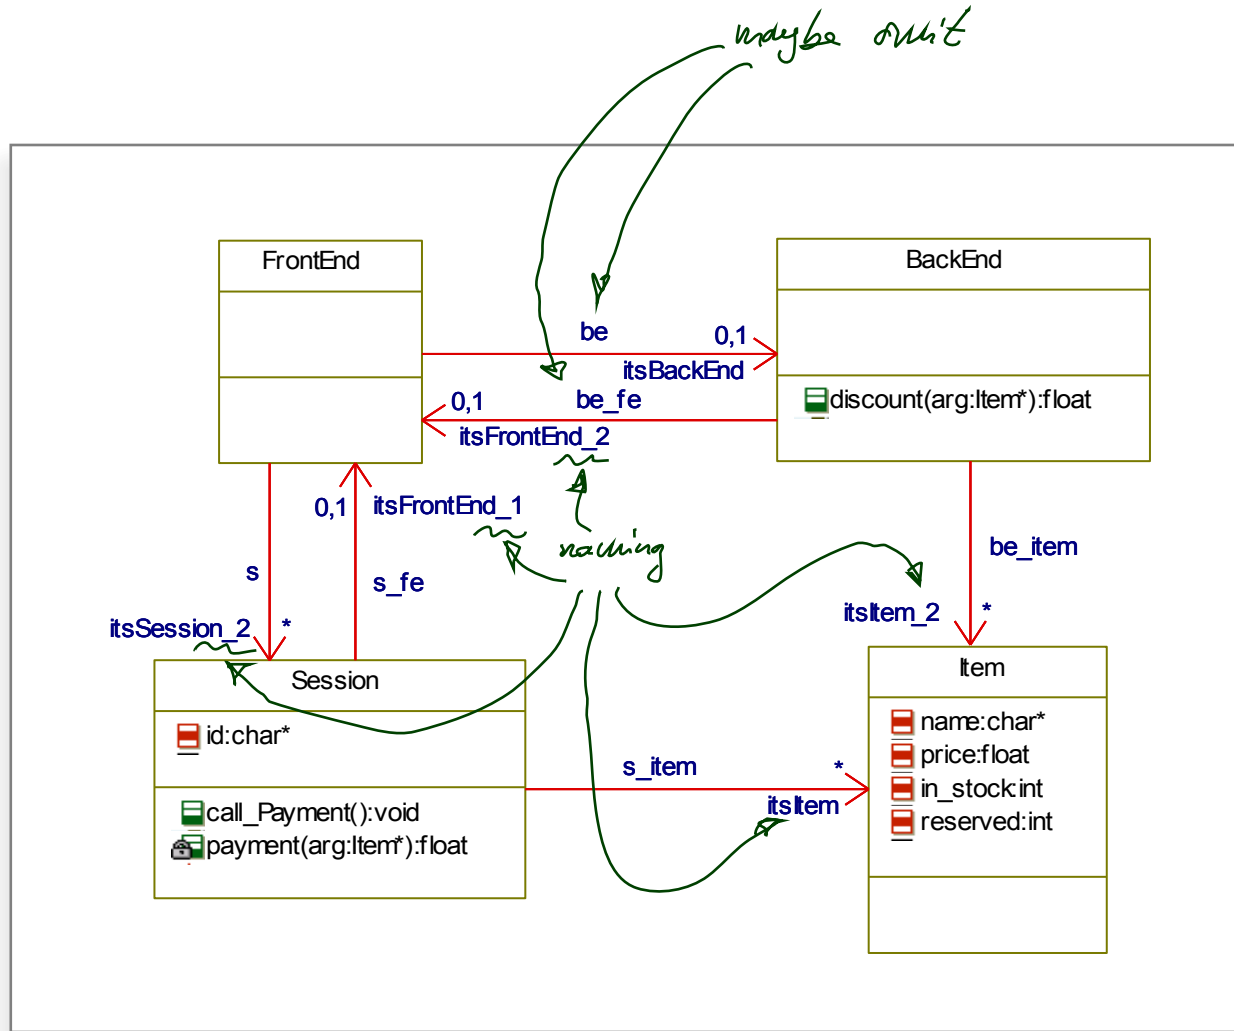 maybe omit
FrontEnd
BackEnd
be
0,1
itsBackEnd
0,1
be_fe
itsFrontEnd_2
discount(arg:Item*):float
0,1
itsFrontEnd_1
be_item
s
s_fe
itsSession_2
*
itsItem_2
*
Session
id:char*
call_Payment():void
payment(arg:Item*):float
s_item
*
itsItem
Item
name:char*
price:float
in_stock:int
reserved:int